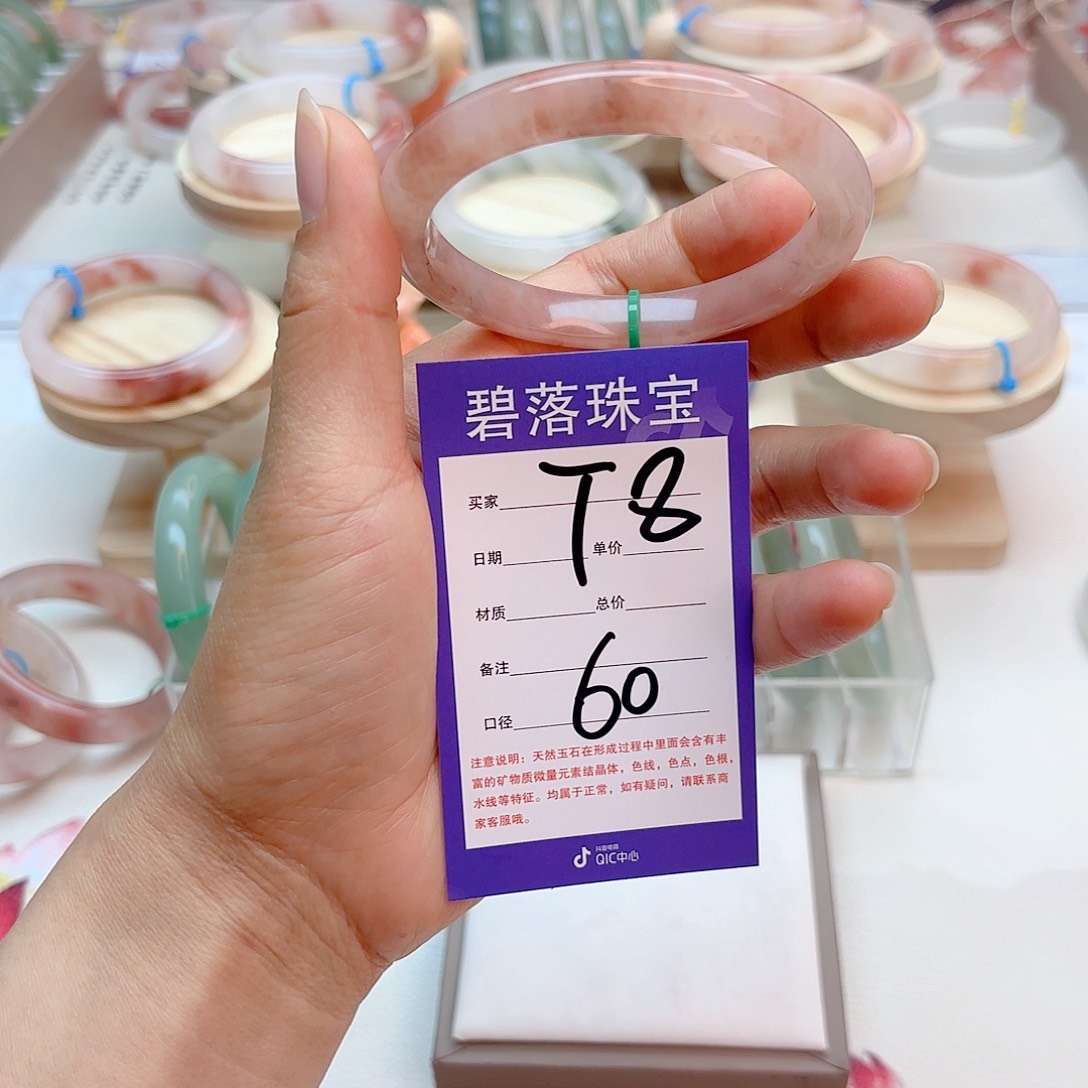 碧落珠宝
买家 T8
日期 单价
材质 总价
备注
口径 60
注意说明：天然玉石在形成过程中里面会含有丰
富的矿物质微量元素结晶体，色线，色点，色根，
水线等特征。均属于正常，如有疑问，请联系商
家客服哦。
抖音电商
QIC中心